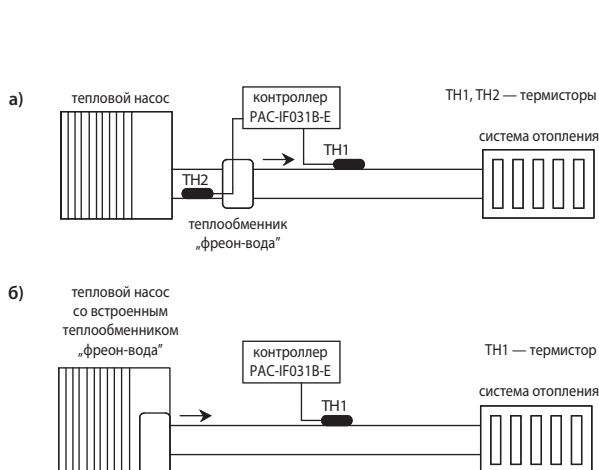 а)
тепловой насос
контроллер
PAC-IF031B-E
TH1, TH2 — термисторы
система отопления
TH1
TH2
теплообменник
„фреон-вода”
б)
тепловой насос
со встроенным
теплообменником
„фреон-вода”
контроллер
PAC-IF031B-E
TH1 — термистор
система отопления
TH1